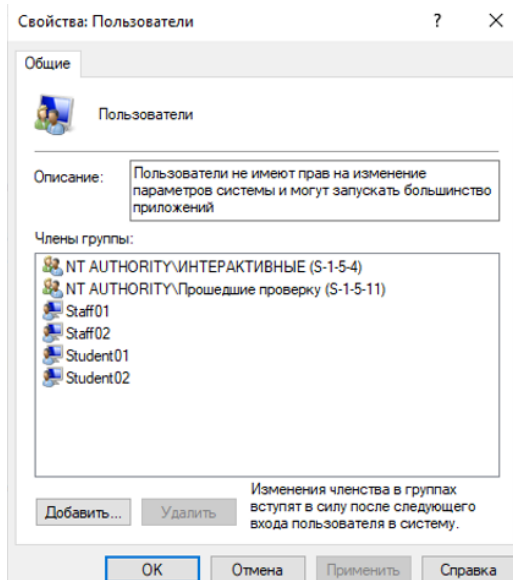 Свойства: Пользователи
Общие
Пользователи
Описание:
Пользователи не имеют прав на изменение
параметров системы и могут запускать большинство
приложений
Члены группы:
NT AUTHORITY\ИНТЕРАКТИВНЫЕ (S-1-5-4)
NT AUTHORITY\Прошедшие проверку (S-1-5-11)
Staff01
Staff02
Student01
Student02
Добавить...
Удалить
Изменения членства в группах
вступят в силу после следующего
входа пользователя в систему.
ОК
Отмена
Применить
Справка